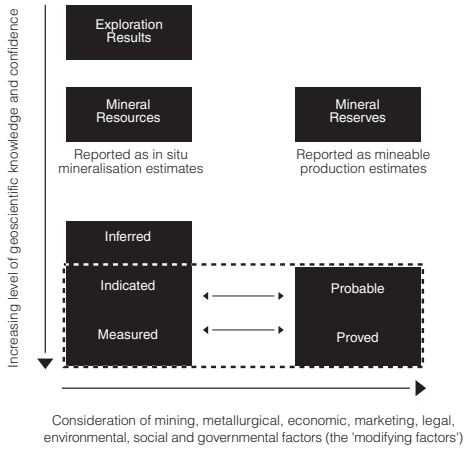 Increasing level of geoscientific knowledge and confidence
Exploration
Results
Mineral
Resources
Mineral
Reserves
Reported as in situ
mineralisation estimates
Reported as mineable
production estimates
Inferred
Indicated
Probable
Measured
Proved
Consideration of mining, metallurgical, economic, marketing, legal,
environmental, social and governmental factors (the 'modifying factors')